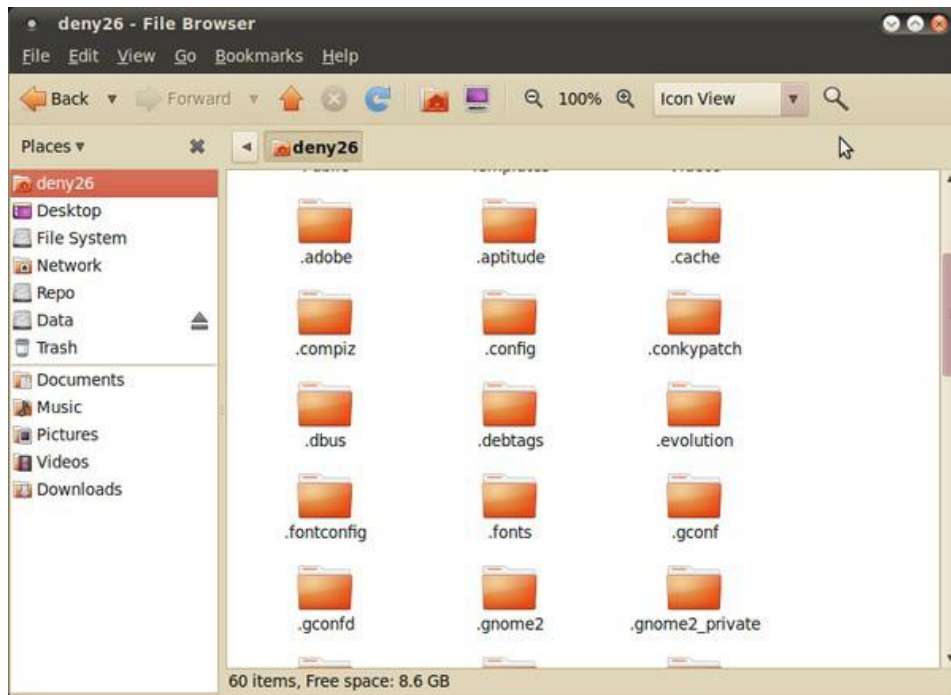 deny26 - File Browser
File Edit View Go Bookmarks Help
Back Forward 100% Icon View
Places deny26
deny26
Desktop
File System
Network
Repo
Data
Trash
Documents
Music
Pictures
Videos
Downloads
.adobe .aptitude .cache
.compiz .config .conkypatch
.dbus .debtags .evolution
.fontconfig .fonts .gconf
.gconfd .gnome2 .gnome2_private
60 items, Free space: 8.6 GB